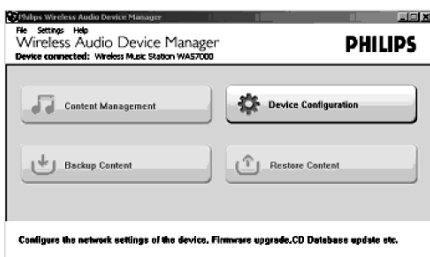 Philips Wireless Audio Device Manager
File Settings Help
Wireless Audio Device Manager
PHILIPS
Device connected: Wireless Music Station WAS7000
Content Management
Device Configuration
Backup Content
Restore Content
Configure the network settings of the device, Firmware upgrade,CD Database update etc.